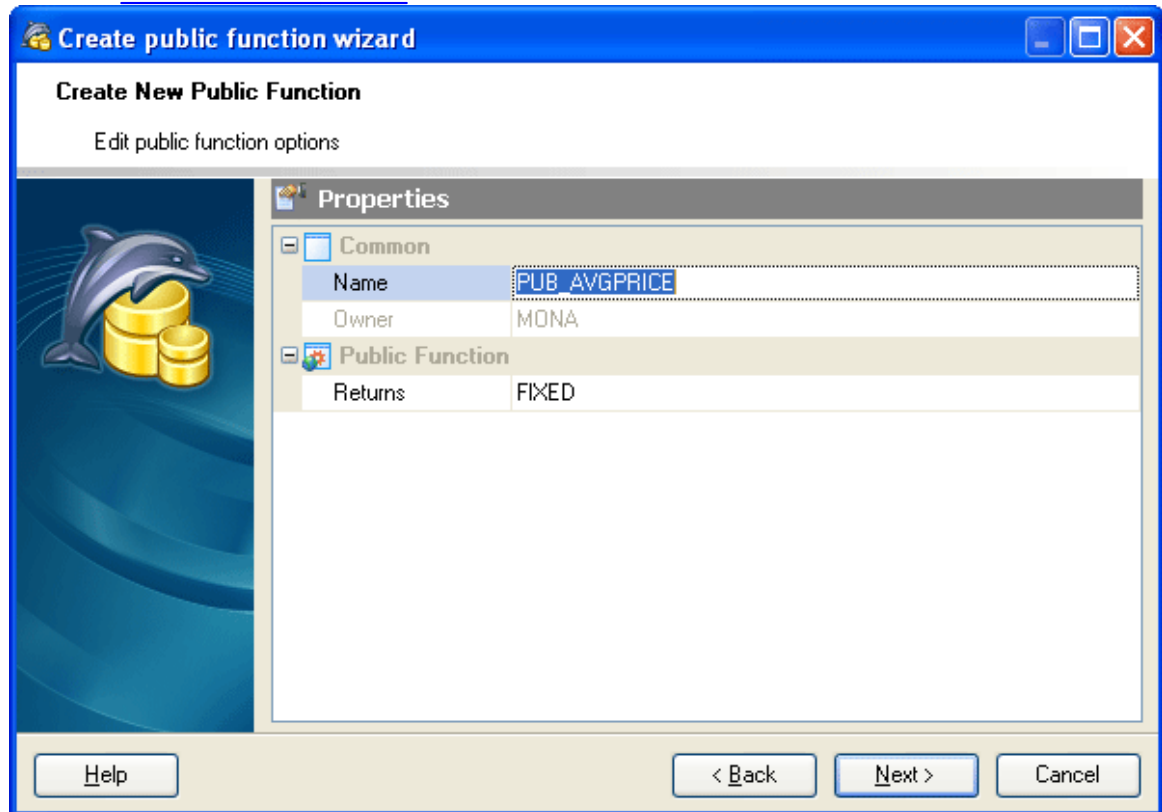 Create public function wizard
Create New Public Function
Edit public function options
Properties
Common
Name PUB_AVGPRICE
Owner MONA
Public Function
Returns FIXED
Help < Back Next > Cancel